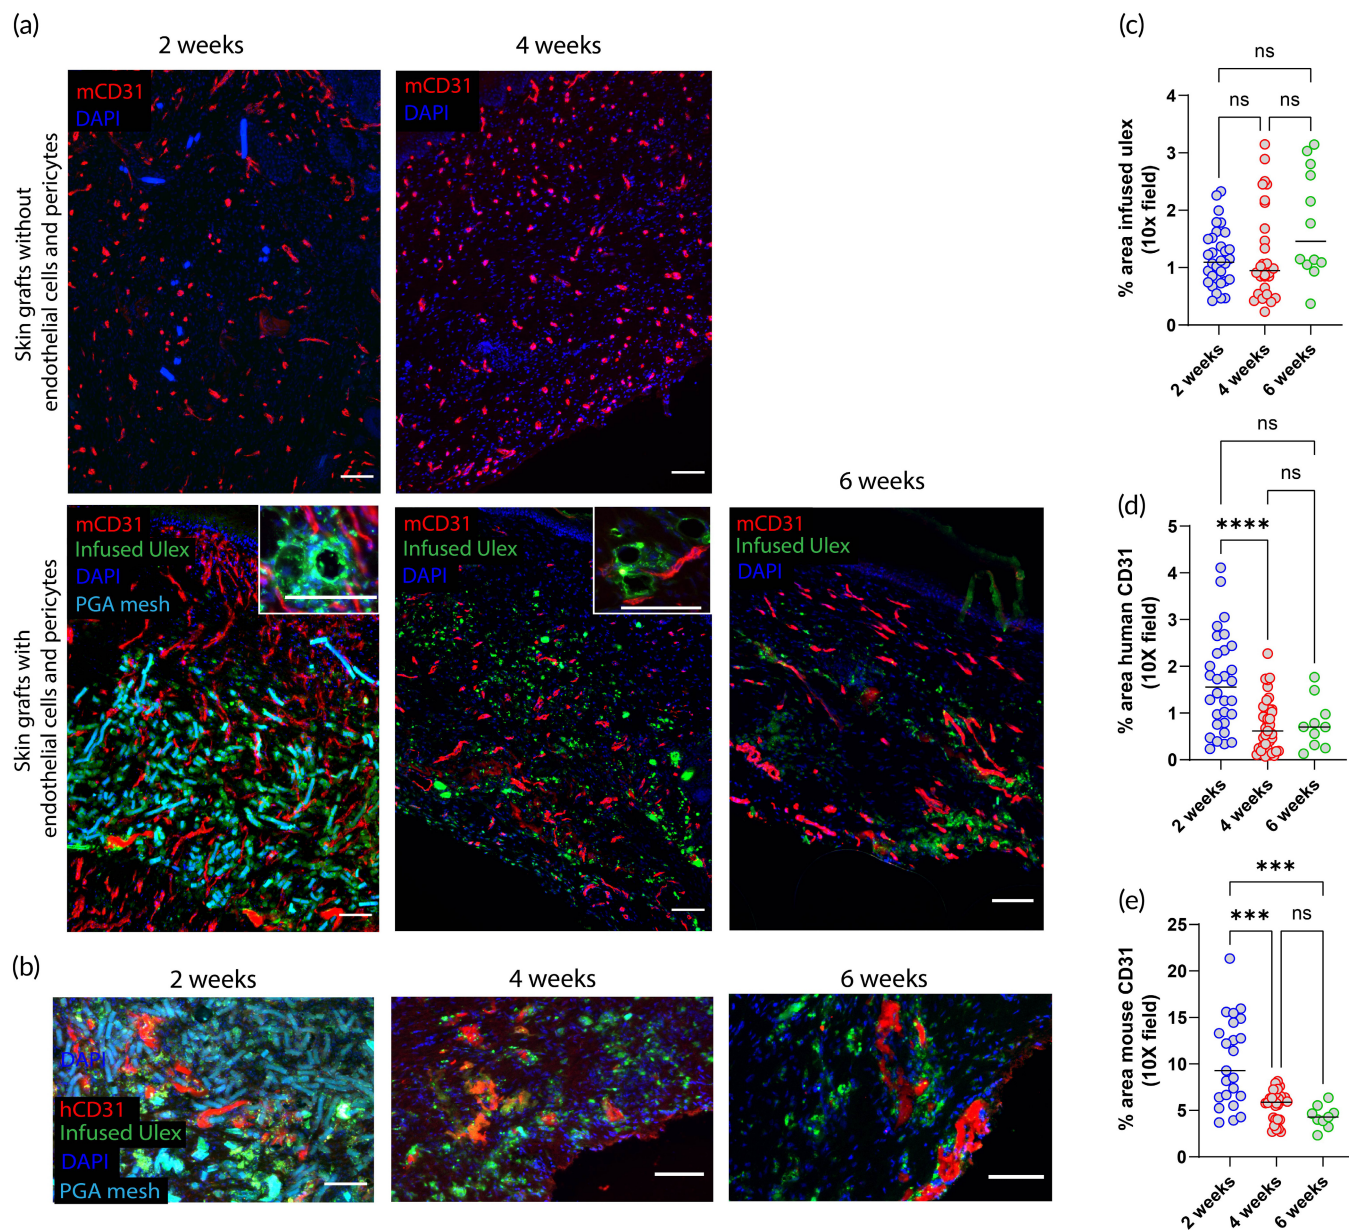 (a)
2 weeks
4 weeks
Skin grafts without
endothelial cells and pericytes
mCD31
DAPI
mCD31
DAPI
6 weeks
Skin grafts with
endothelial cells and pericytes
mCD31
Infused Ulex
DAPI
PGA mesh
mCD31
Infused Ulex
DAPI
mCD31
Infused Ulex
DAPI
(b)
2 weeks
4 weeks
6 weeks
DAPI
hCD31
Infused Ulex
DAPI
PGA mesh
(c)
ns
ns
ns
% area infused ulex
(10x field)
4
3
2
1
0
2 weeks
4 weeks
6 weeks
(d)
ns
ns
****
% area human CD31
(10X field)
5
4
3
2
1
0
2 weeks
4 weeks
6 weeks
(e)
***
***
ns
% area mouse CD31
(10X field)
25
20
15
10
5
0
2 weeks
4 weeks
6 weeks